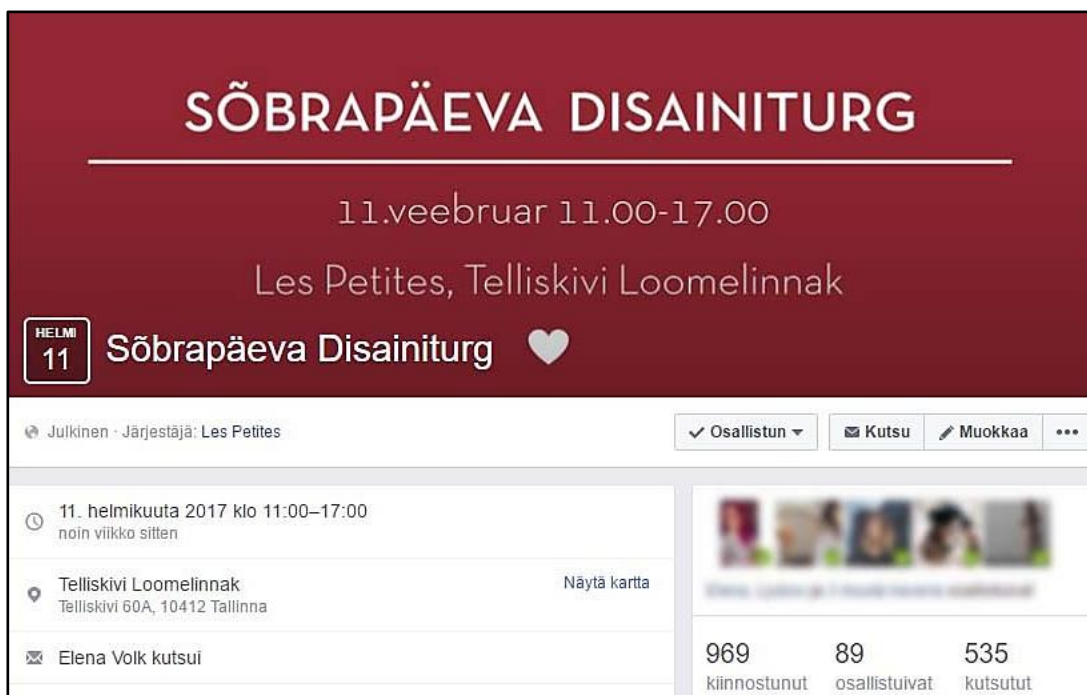 SÕBRAPÄEVA DISAINITURG
11.veebruar 11.00-17.00
Les Petites, Telliskivi Loomelinnak
HELMI
11
Sõbrapäeva Disainiturg
Julkinen · Järjestäjä: Les Petites
Osallistun
Kutsu
Muokkaa
11. helmikuuta 2017 klo 11:00–17:00
noin viikko sitten
Telliskivi Loomelinnak
Näytä kartta
Telliskivi 60A, 10412 Tallinna
Elena Volk kutsui
969 89 535
kiinnostunut osallistuivat kutsutut